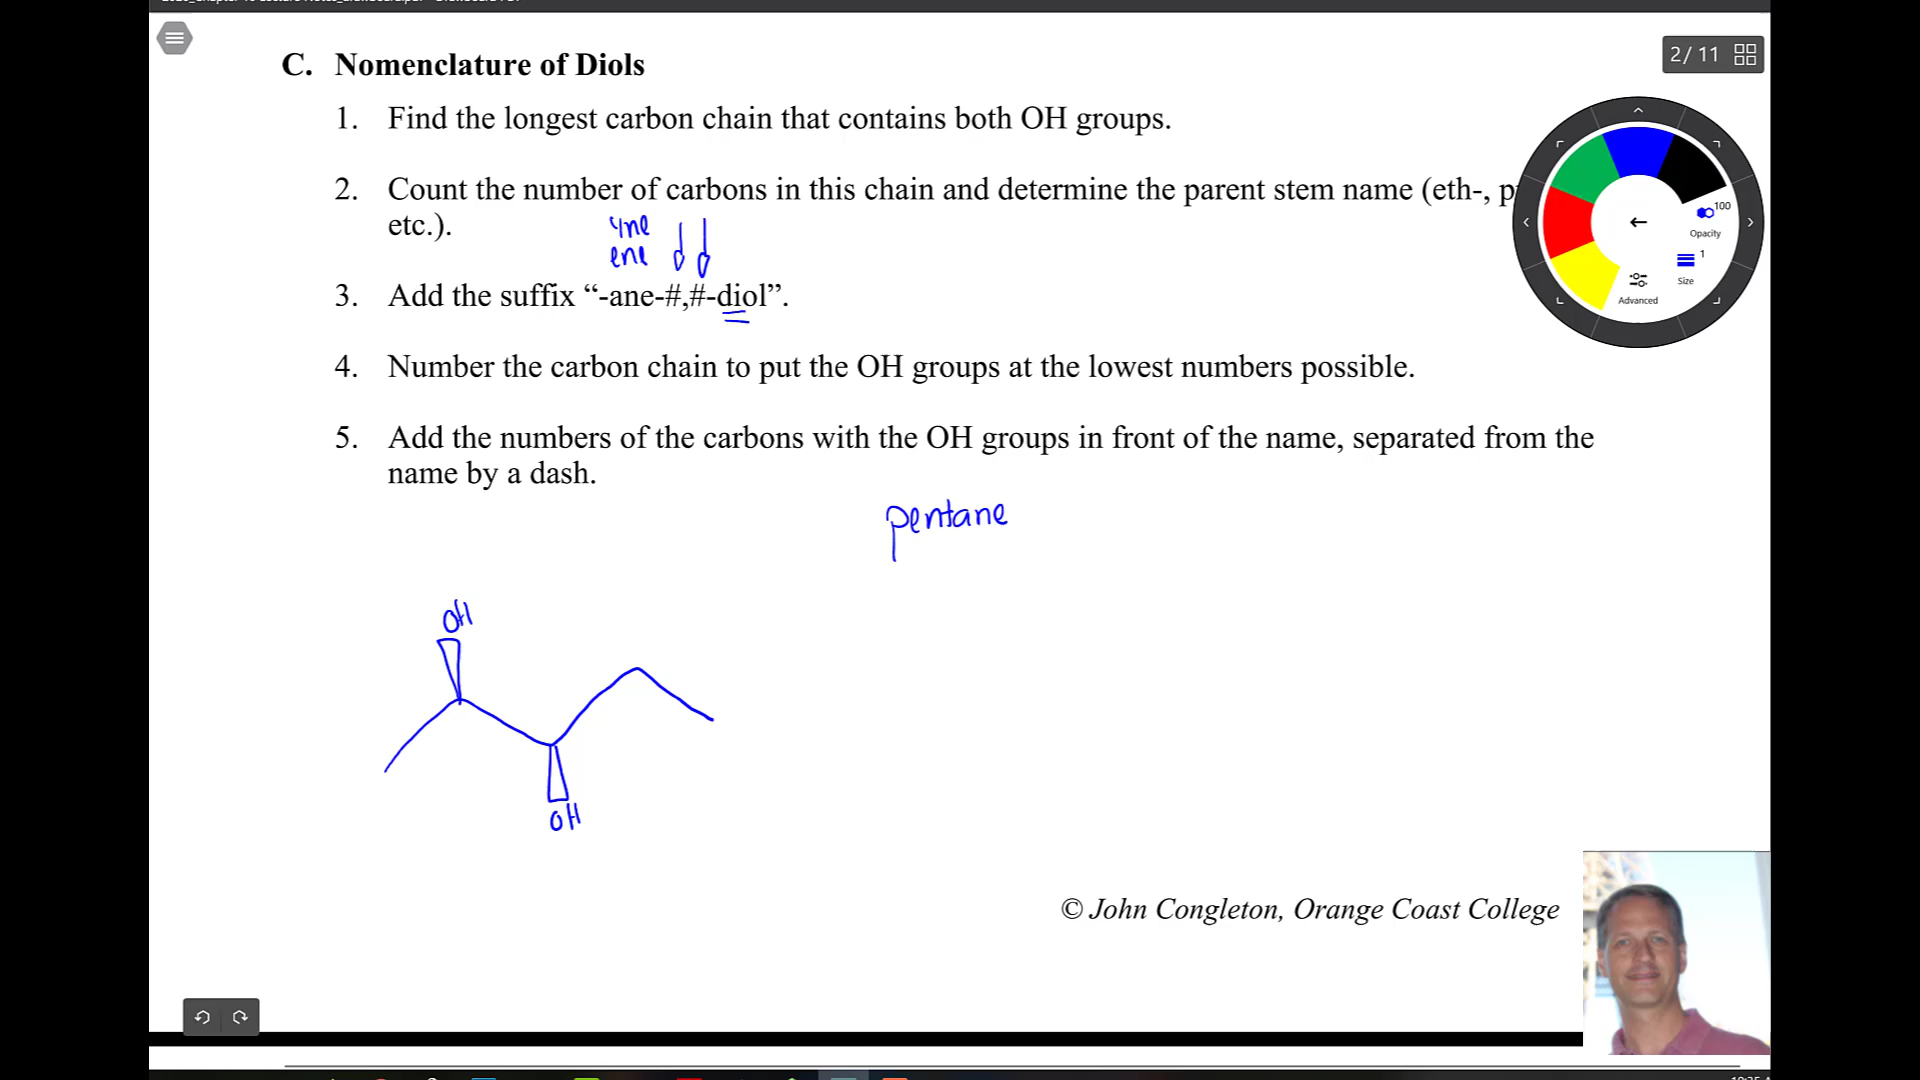 C. Nomenclature of Diols
2/ 11
1. Find the longest carbon chain that contains both OH groups.
2. Count the number of carbons in this chain and determine the parent stem name (eth-, p
etc.).
yne
ene
3. Add the suffix “-ane-#,#-diol”.
4. Number the carbon chain to put the OH groups at the lowest numbers possible.
5. Add the numbers of the carbons with the OH groups in front of the name, separated from the
name by a dash.
100
Opacity
1
Size
Advanced
pentane
OH
OH
© John Congleton, Orange Coast College